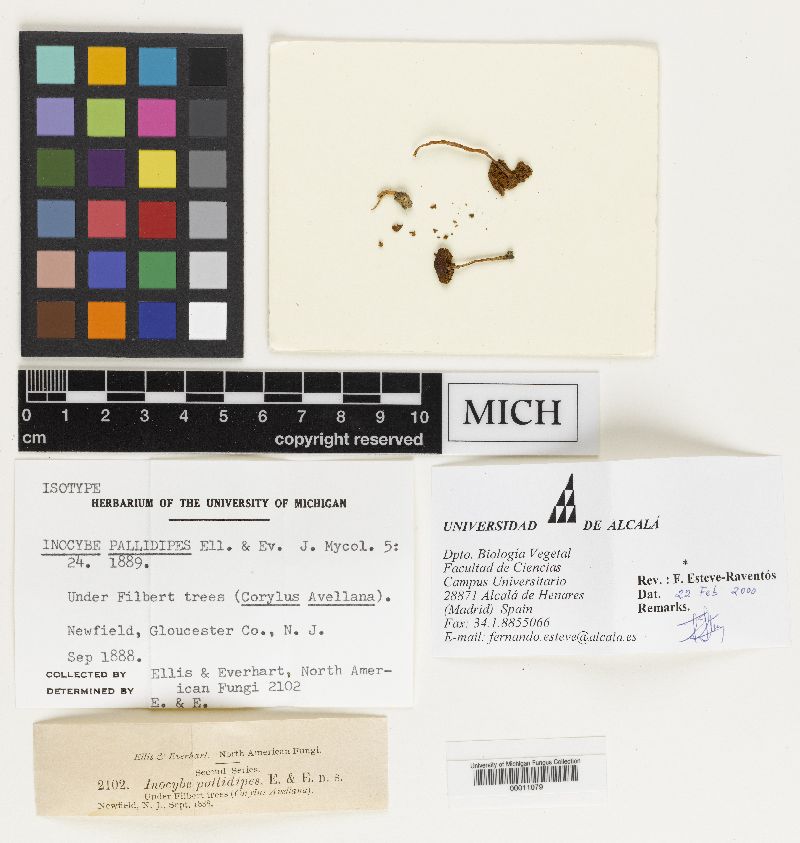 0 1 2 3 4 5 6 7 8 9 10
cm copyright reserved
MICH
ISOTYPE
HERBARIUM OF THE UNIVERSITY OF MICHIGAN
INOCYBE PALLIDIPES Ell. & Ev. J. Mycol. 5:
24. 1889.
Under Filbert trees (Corylus Avellana).
Newfield, Gloucester Co., N. J.
Sep 1888.
COLLECTED BY Ellis & Everhart, North Amer-
DETERMINED BY ican Fungi 2102
E. & E.
UNIVERSIDAD DE ALCALÁ
Dpto. Biología Vegetal
Facultad de Ciencias
Campus Universitario
28871 Alcalá de Henares
(Madrid) Spain
Fax: 34.1.8855066
E-mail: fernando.esteve@alcala.es
*
Rev. : F. Esteve-Raventós
Dat. 22 Feb 2000
Remarks.
Ellis & Everhart. North American Fungi.
Second Series.
2102. Inocybe pallidipes, E. & E. n. s.
Under Filbert trees (Corylus Avellana).
Newfield, N. J., Sept. 1888.
University of Michigan Fungus Collection
00011079